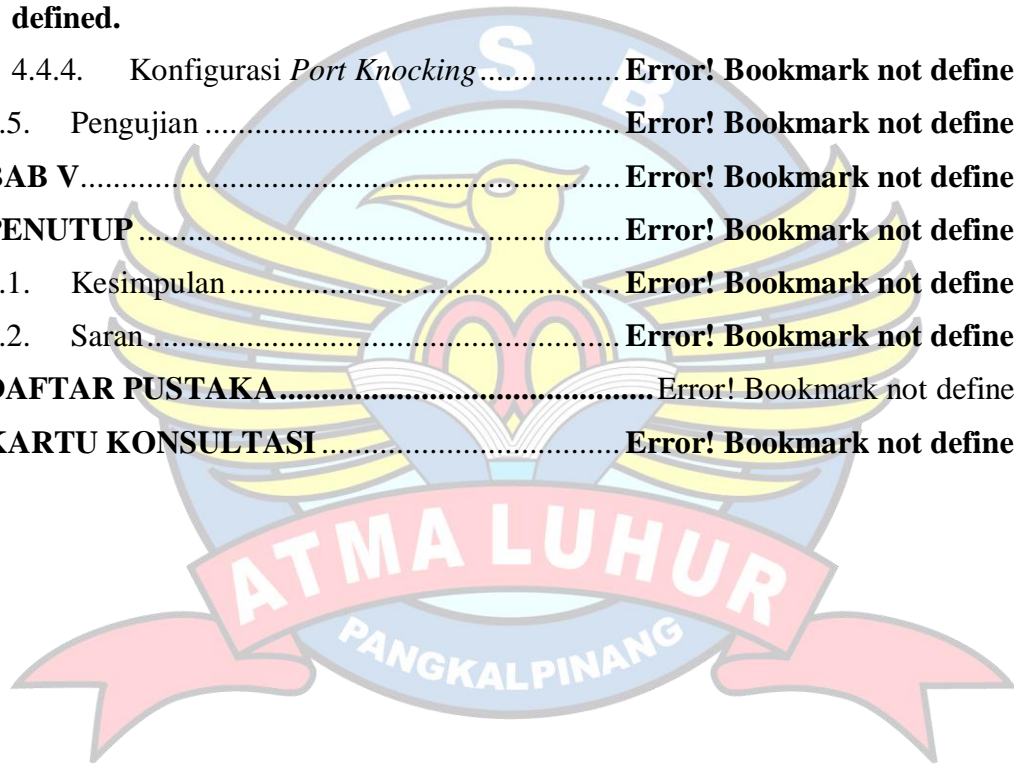 defined.
4.4.4. Konfigurasi Port Knocking ................. Error! Bookmark not define
.5. Pengujian ..................................................... Error! Bookmark not define
BAB V..................................................................... Error! Bookmark not define
PENUTUP .............................................................. Error! Bookmark not define
.1. Kesimpulan .................................................. Error! Bookmark not define
.2. Saran ............................................................. Error! Bookmark not define
DAFTAR PUSTAKA..................................................... Error! Bookmark not define
KARTU KONSULTASI ...................................... Error! Bookmark not define
I S B
ATMA LUHUR
PANGKALPINANG